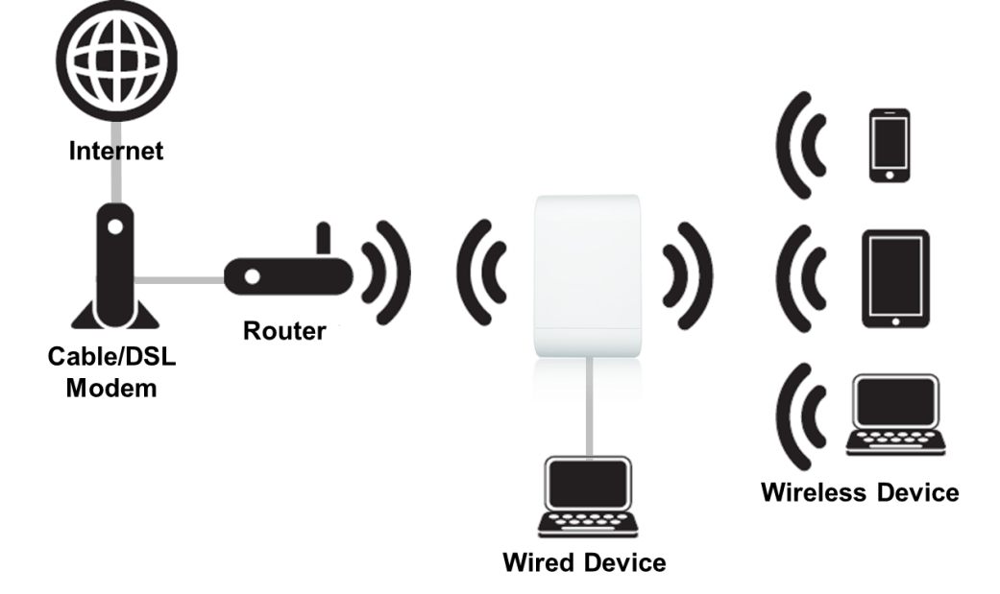 Internet
Router
Cable/DSL
Modem
Wireless Device
Wired Device